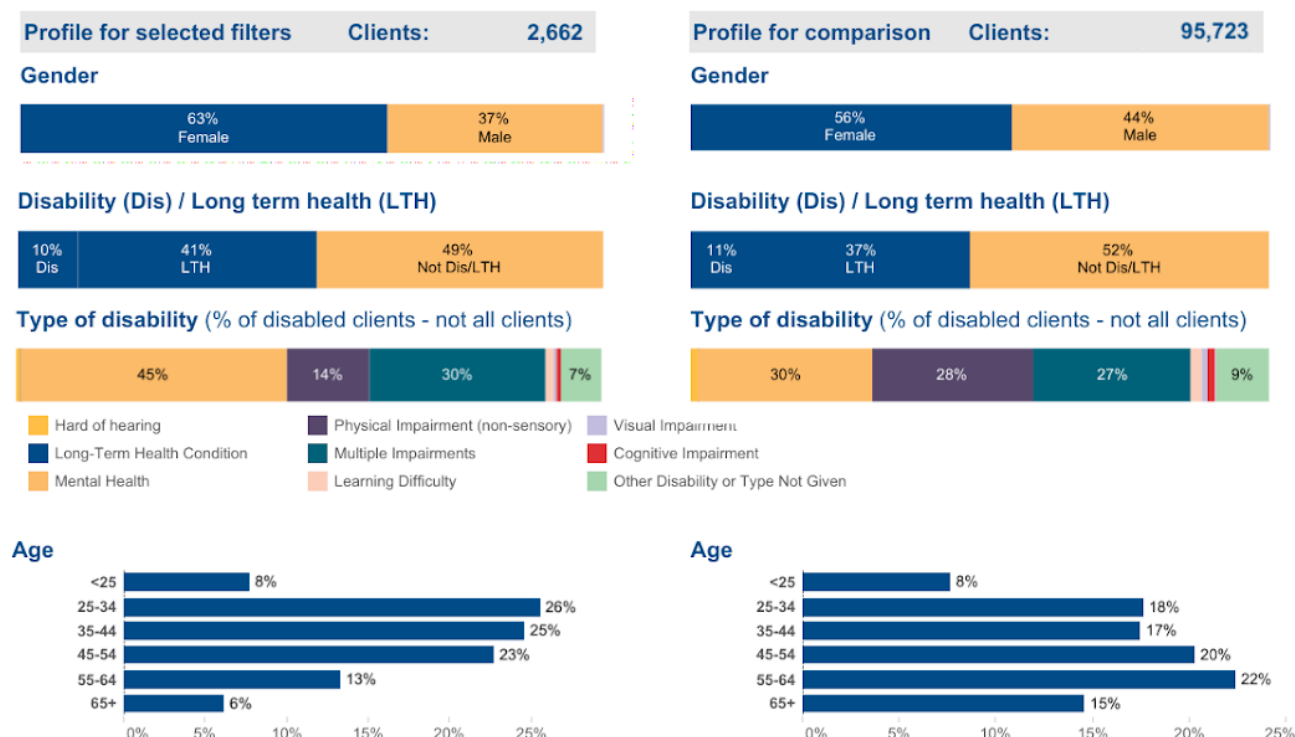 Profile for selected filters Clients: 2,662
Gender
63%
Female
37%
Male
Disability (Dis) / Long term health (LTH)
10%
Dis
41%
LTH
49%
Not Dis/LTH
Type of disability (% of disabled clients - not all clients)
45%
14%
30%
7%
Hard of hearing
Long-Term Health Condition
Mental Health
Physical Impairment (non-sensory)
Multiple Impairments
Learning Difficulty
Visual Impairment
Cognitive Impairment
Other Disability or Type Not Given
Age
<25 8%
25-34 26%
35-44 25%
45-54 23%
55-64 13%
65+ 6%
0% 5% 10% 15% 20% 25%
Profile for comparison Clients: 95,723
Gender
56%
Female
44%
Male
Disability (Dis) / Long term health (LTH)
11%
Dis
37%
LTH
52%
Not Dis/LTH
Type of disability (% of disabled clients - not all clients)
30%
28%
27%
9%
Age
<25 8%
25-34 18%
35-44 17%
45-54 20%
55-64 22%
65+ 15%
0% 5% 10% 15% 20% 25%